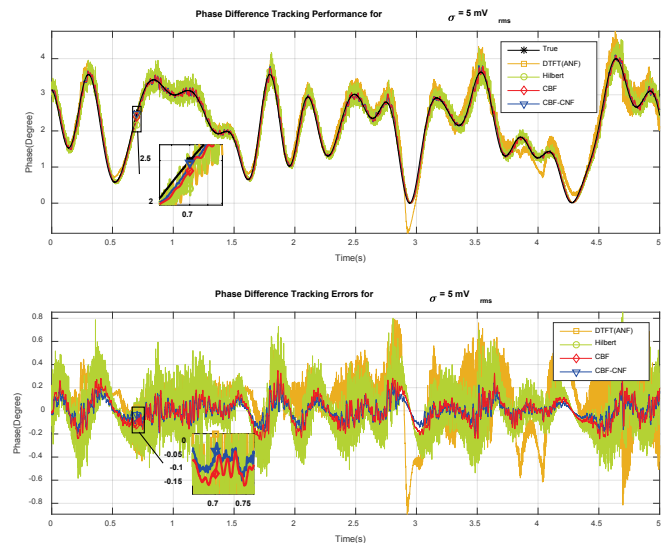 Phase Difference Tracking Performance for σ = 5 mV rms
4
3
2
1
0
Phase(Degree)
True
DTFT(ANF)
Hilbert
CBF
CBF-CNF
2.5
2
0.7
0 0.5 1 1.5 2 2.5 3 3.5 4 4.5 5
Time(s)
Phase Difference Tracking Errors for σ = 5 mV rms
0.8
0.6
0.4
0.2
0
-0.2
-0.4
-0.6
-0.8
Phase(Degree)
DTFT(ANF)
Hilbert
CBF
CBF-CNF
0
-0.05
-0.1
-0.15
0.7 0.75
0 0.5 1 1.5 2 2.5 3 3.5 4 4.5 5
Time(s)